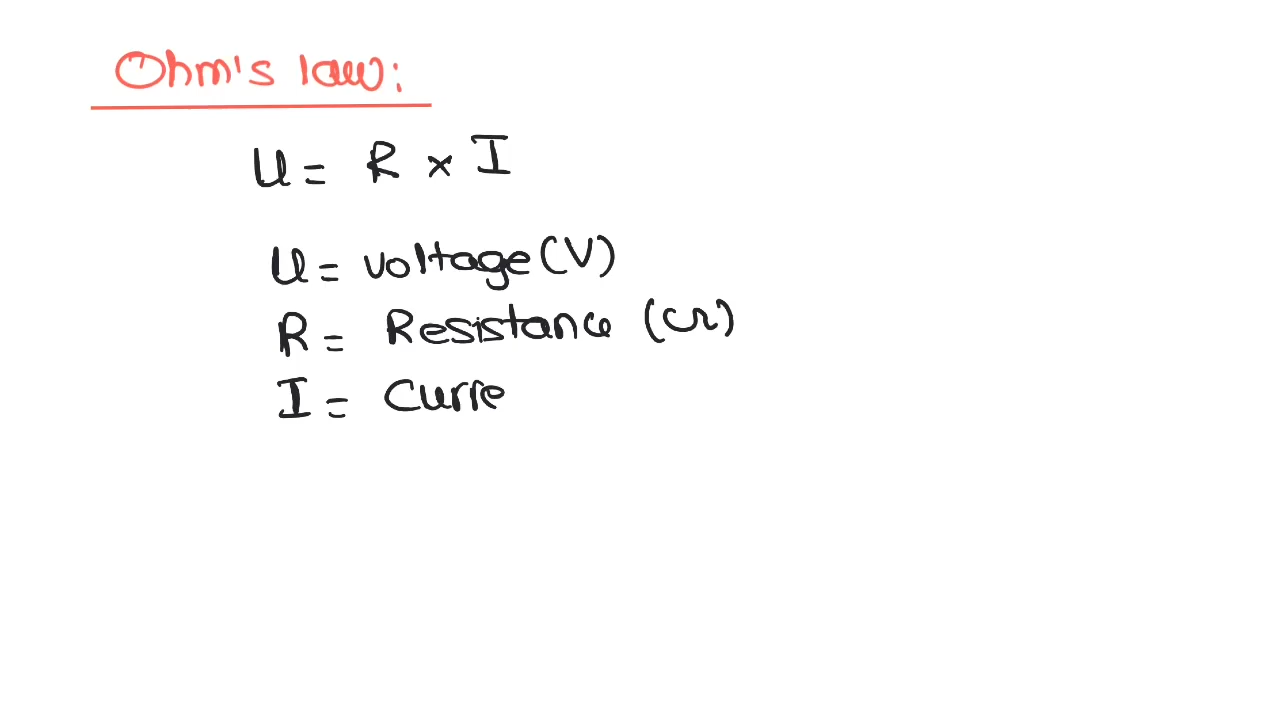 Ohm's law:
U = R × I
U = voltage (V)
R = Resistance (Ω)
I = Curre